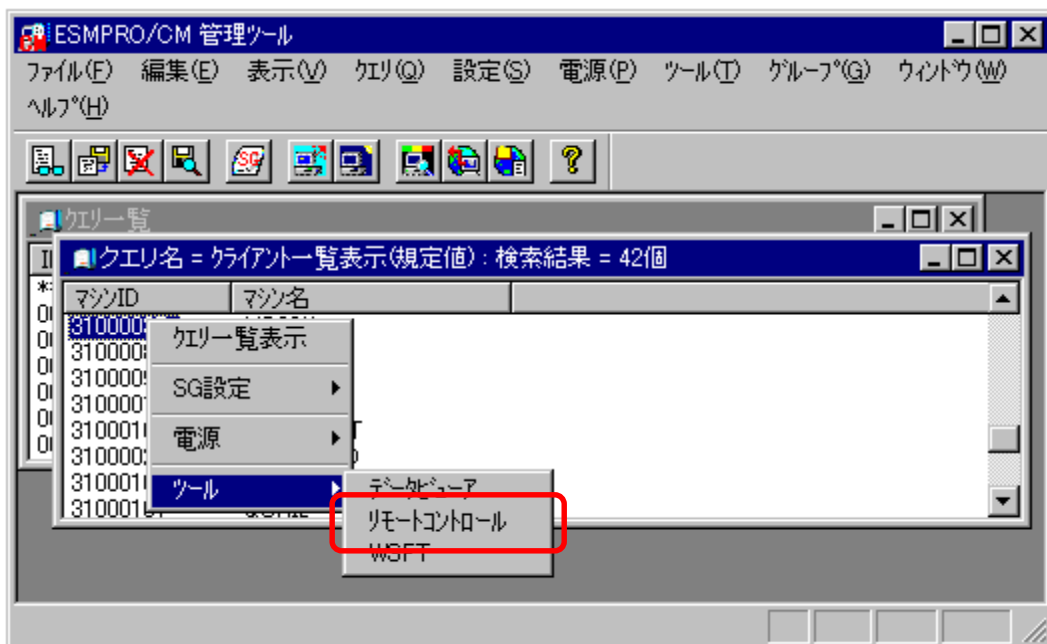 ESMPRO/CM 管理ツール
ファイル(F) 編集(E) 表示(V) クエリ(Q) 設定(S) 電源(P) ツール(T) グループ(G) ウィンドウ(W)
ヘルプ(H)
SG
クエリ一覧
クエリ名 = クライアント一覧表示(規定値) : 検索結果 = 42個
マシンID マシン名
クエリ一覧表示
SG設定
電源
ツール
データビューア
リモートコントロール
WSFT